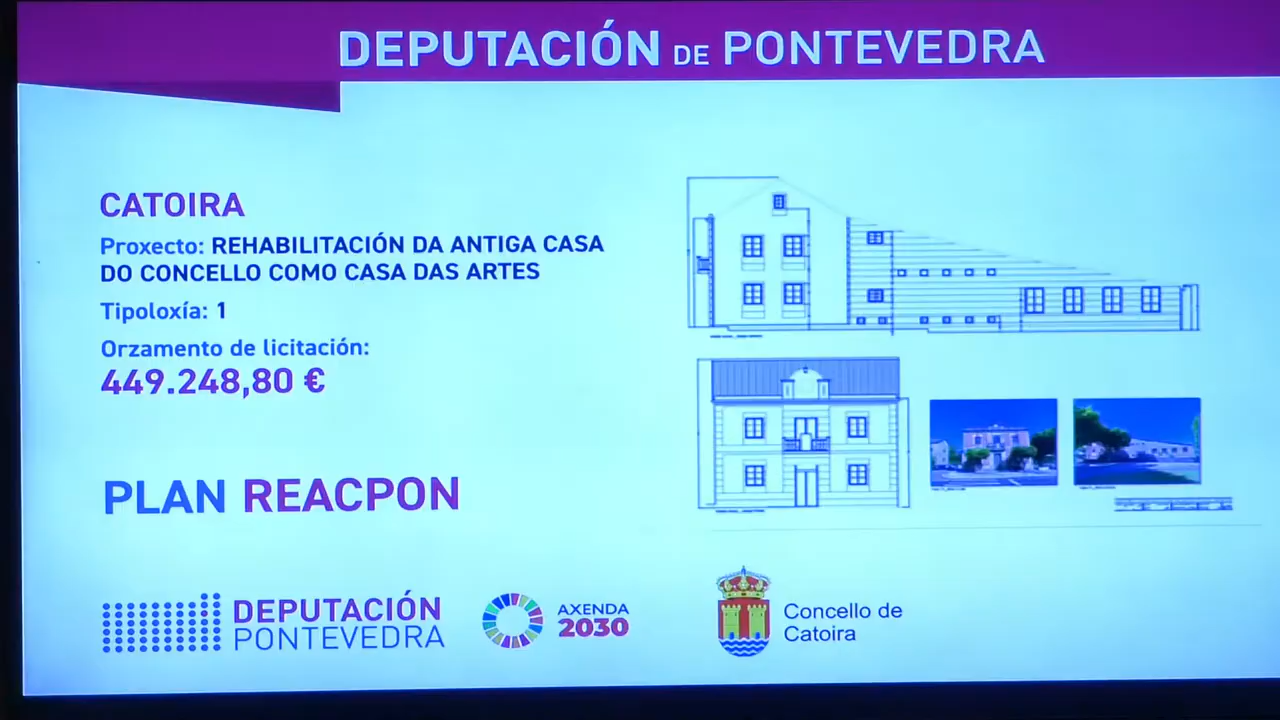 DEPUTACIÓN DE PONTEVEDRA
CATOIRA
Proxecto: REHABILITACIÓN DA ANTIGA CASA
DO CONCELLO COMO CASA DAS ARTES
Tipoloxía: 1
Orzamento de licitación:
449.248,80 €
PLAN REACPON
DEPUTACIÓN
PONTEVEDRA
AXENDA
2030
Concello de
Catoira